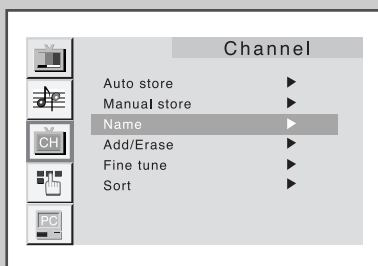 Channel
Auto store ▶
Manual store ▶
Name ▶
CH
Add/Erase ▶
Fine tune ▶
Sort ▶
PC